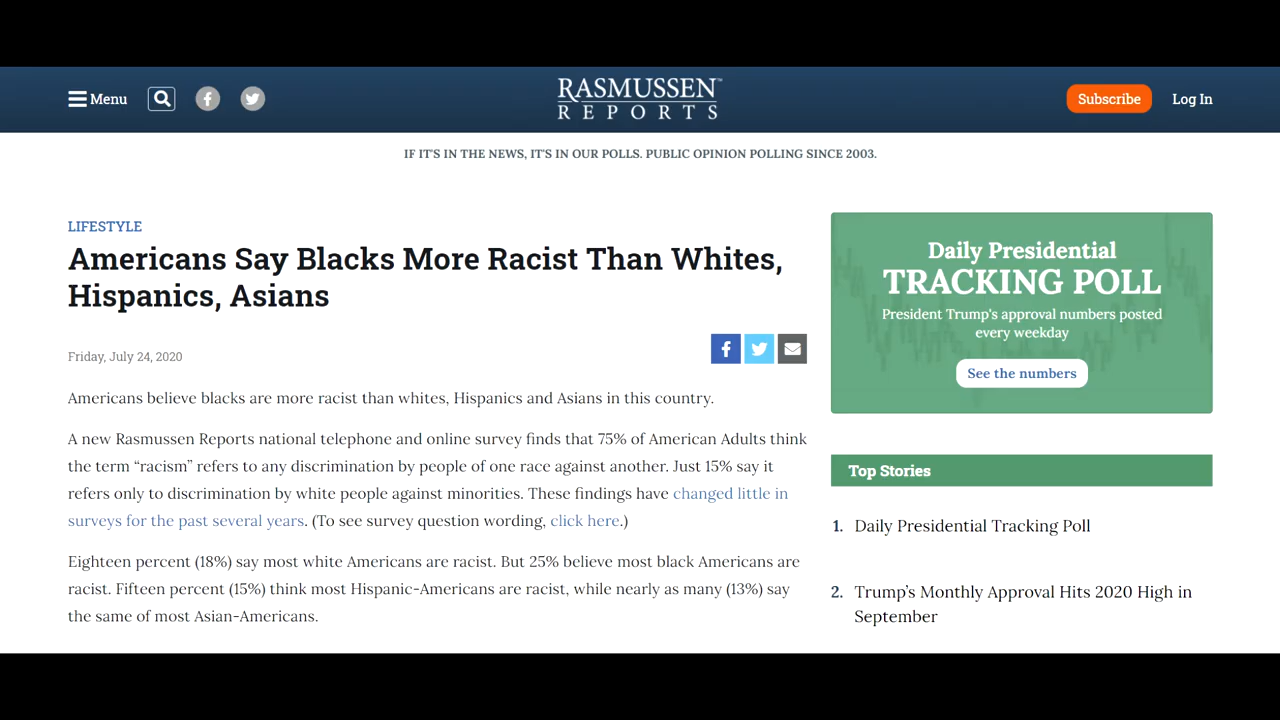 Menu
RASMUSSEN™
REPORTS
Subscribe
Log In
IF IT'S IN THE NEWS, IT'S IN OUR POLLS. PUBLIC OPINION POLLING SINCE 2003.
LIFESTYLE
Americans Say Blacks More Racist Than Whites,
Hispanics, Asians
Friday, July 24, 2020
Americans believe blacks are more racist than whites, Hispanics and Asians in this country.
A new Rasmussen Reports national telephone and online survey finds that 75% of American Adults think
the term “racism” refers to any discrimination by people of one race against another. Just 15% say it
refers only to discrimination by white people against minorities. These findings have changed little in
surveys for the past several years. (To see survey question wording, click here.)
Eighteen percent (18%) say most white Americans are racist. But 25% believe most black Americans are
racist. Fifteen percent (15%) think most Hispanic-Americans are racist, while nearly as many (13%) say
the same of most Asian-Americans.
Daily Presidential
TRACKING POLL
President Trump's approval numbers posted
every weekday
See the numbers
Top Stories
1. Daily Presidential Tracking Poll
2. Trump’s Monthly Approval Hits 2020 High in
September